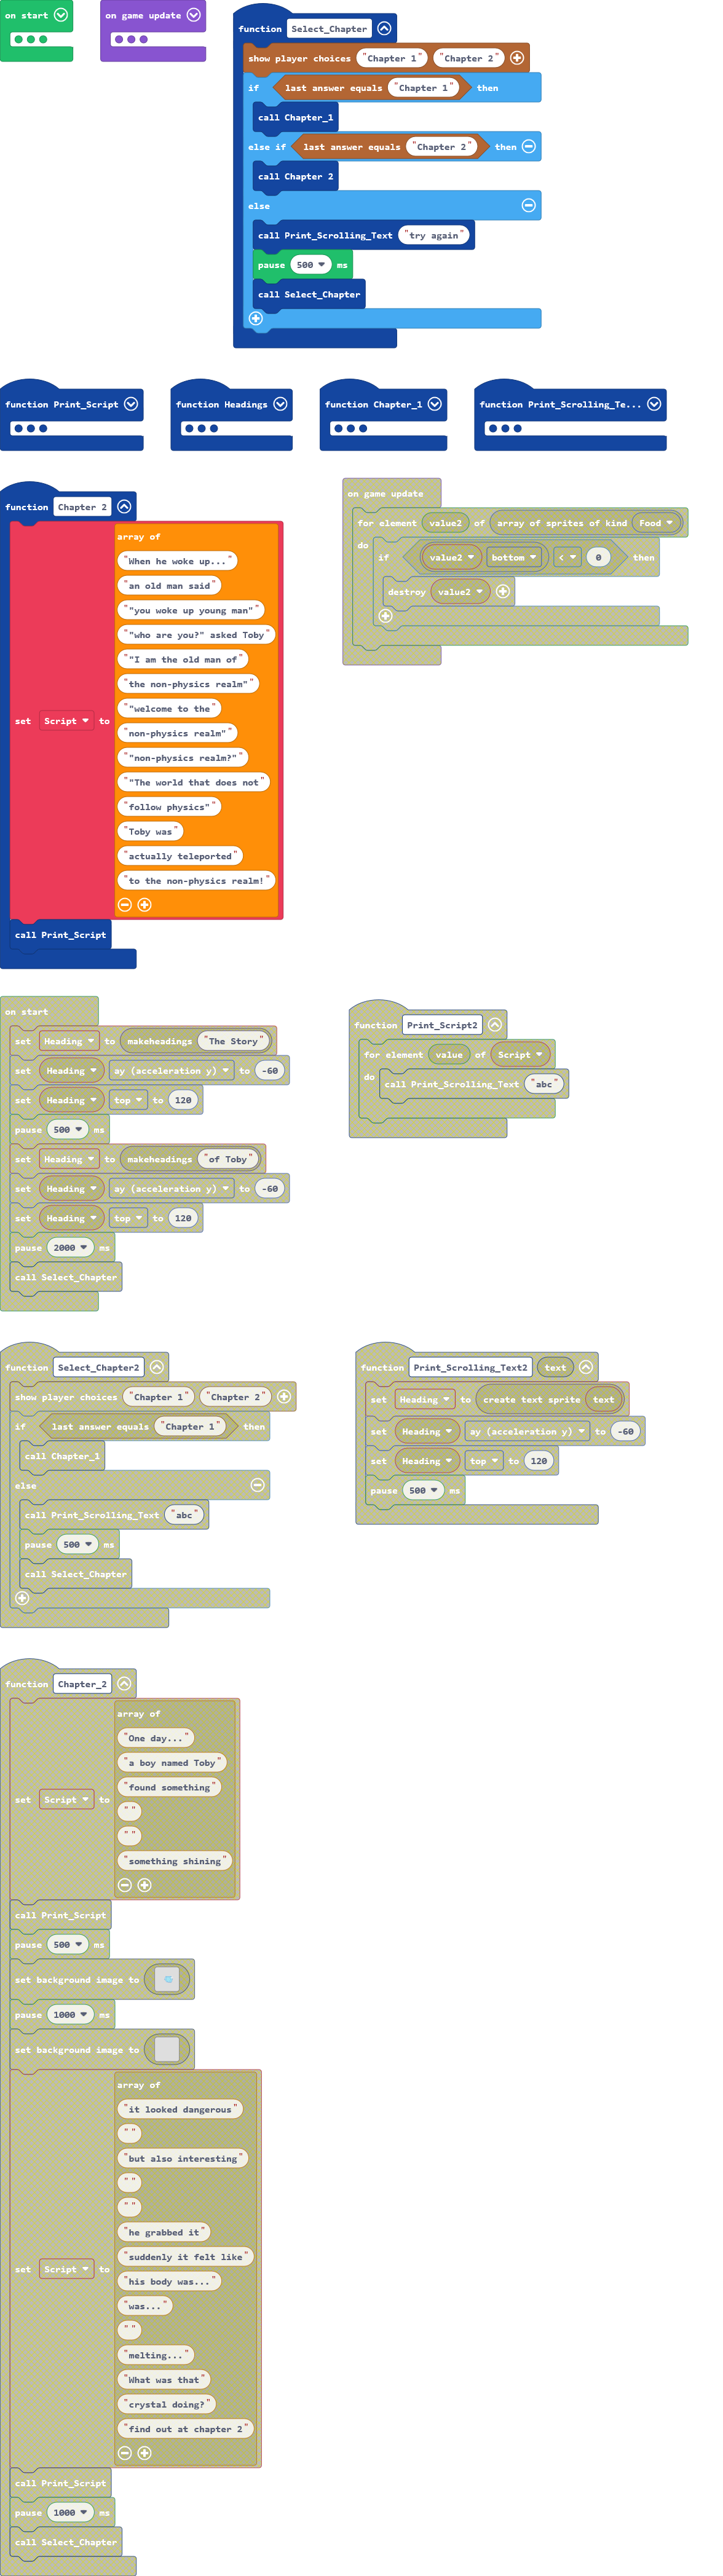 on start
on game update
function Select_Chapter
show player choices "Chapter 1" "Chapter 2"
if last answer equals "Chapter 1" then
call Chapter_1
else if last answer equals "Chapter 2" then
call Chapter 2
else
call Print_Scrolling_Text "try again"
pause 500 ms
call Select_Chapter
function Print_Script
function Headings
function Chapter_1
function Print_Scrolling_Te...
function Chapter 2
set Script to
array of
"When he woke up..."
"an old man said"
""you woke up young man""
""who are you?" asked Toby"
""I am the old man of"
"the non-physics realm""
""welcome to the"
"non-physics realm""
""non-physics realm?""
""The world that does not"
"follow physics""
"Toby was"
"actually teleported"
"to the non-physics realm!"
call Print_Script
on game update
for element value2 of array of sprites of kind Food
do
if value2 bottom < 0 then
destroy value2
on start
set Heading to makeheadings "The Story"
set Heading ay (acceleration y) to -60
set Heading top to 120
pause 500 ms
set Heading to makeheadings "of Toby"
set Heading ay (acceleration y) to -60
set Heading top to 120
pause 2000 ms
call Select_Chapter
function Print_Script2
for element value of Script
do
call Print_Scrolling_Text "abc"
function Select_Chapter2
show player choices "Chapter 1" "Chapter 2"
if last answer equals "Chapter 1" then
call Chapter_1
else
call Print_Scrolling_Text "abc"
pause 500 ms
call Select_Chapter
function Print_Scrolling_Text2 text
set Heading to create text sprite text
set Heading ay (acceleration y) to -60
set Heading top to 120
pause 500 ms
function Chapter_2
set Script to
array of
"One day..."
"a boy named Toby"
"found something"
" "
" "
"something shining"
call Print_Script
pause 500 ms
set background image to
pause 1000 ms
set background image to
set Script to
array of
"it looked dangerous"
" "
"but also interesting"
" "
" "
"he grabbed it"
"suddenly it felt like"
"his body was..."
"was..."
" "
"melting..."
"What was that"
"crystal doing?"
"find out at chapter 2"
call Print_Script
pause 1000 ms
call Select_Chapter